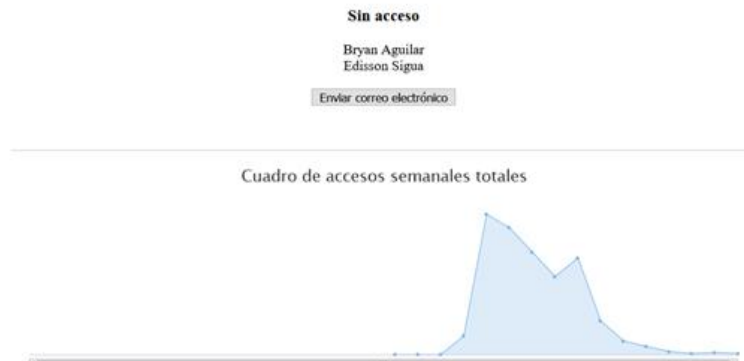 Sin acceso
Bryan Aguilar
Edisson Sigua
Enviar correo electrónico
Cuadro de accesos semanales totales